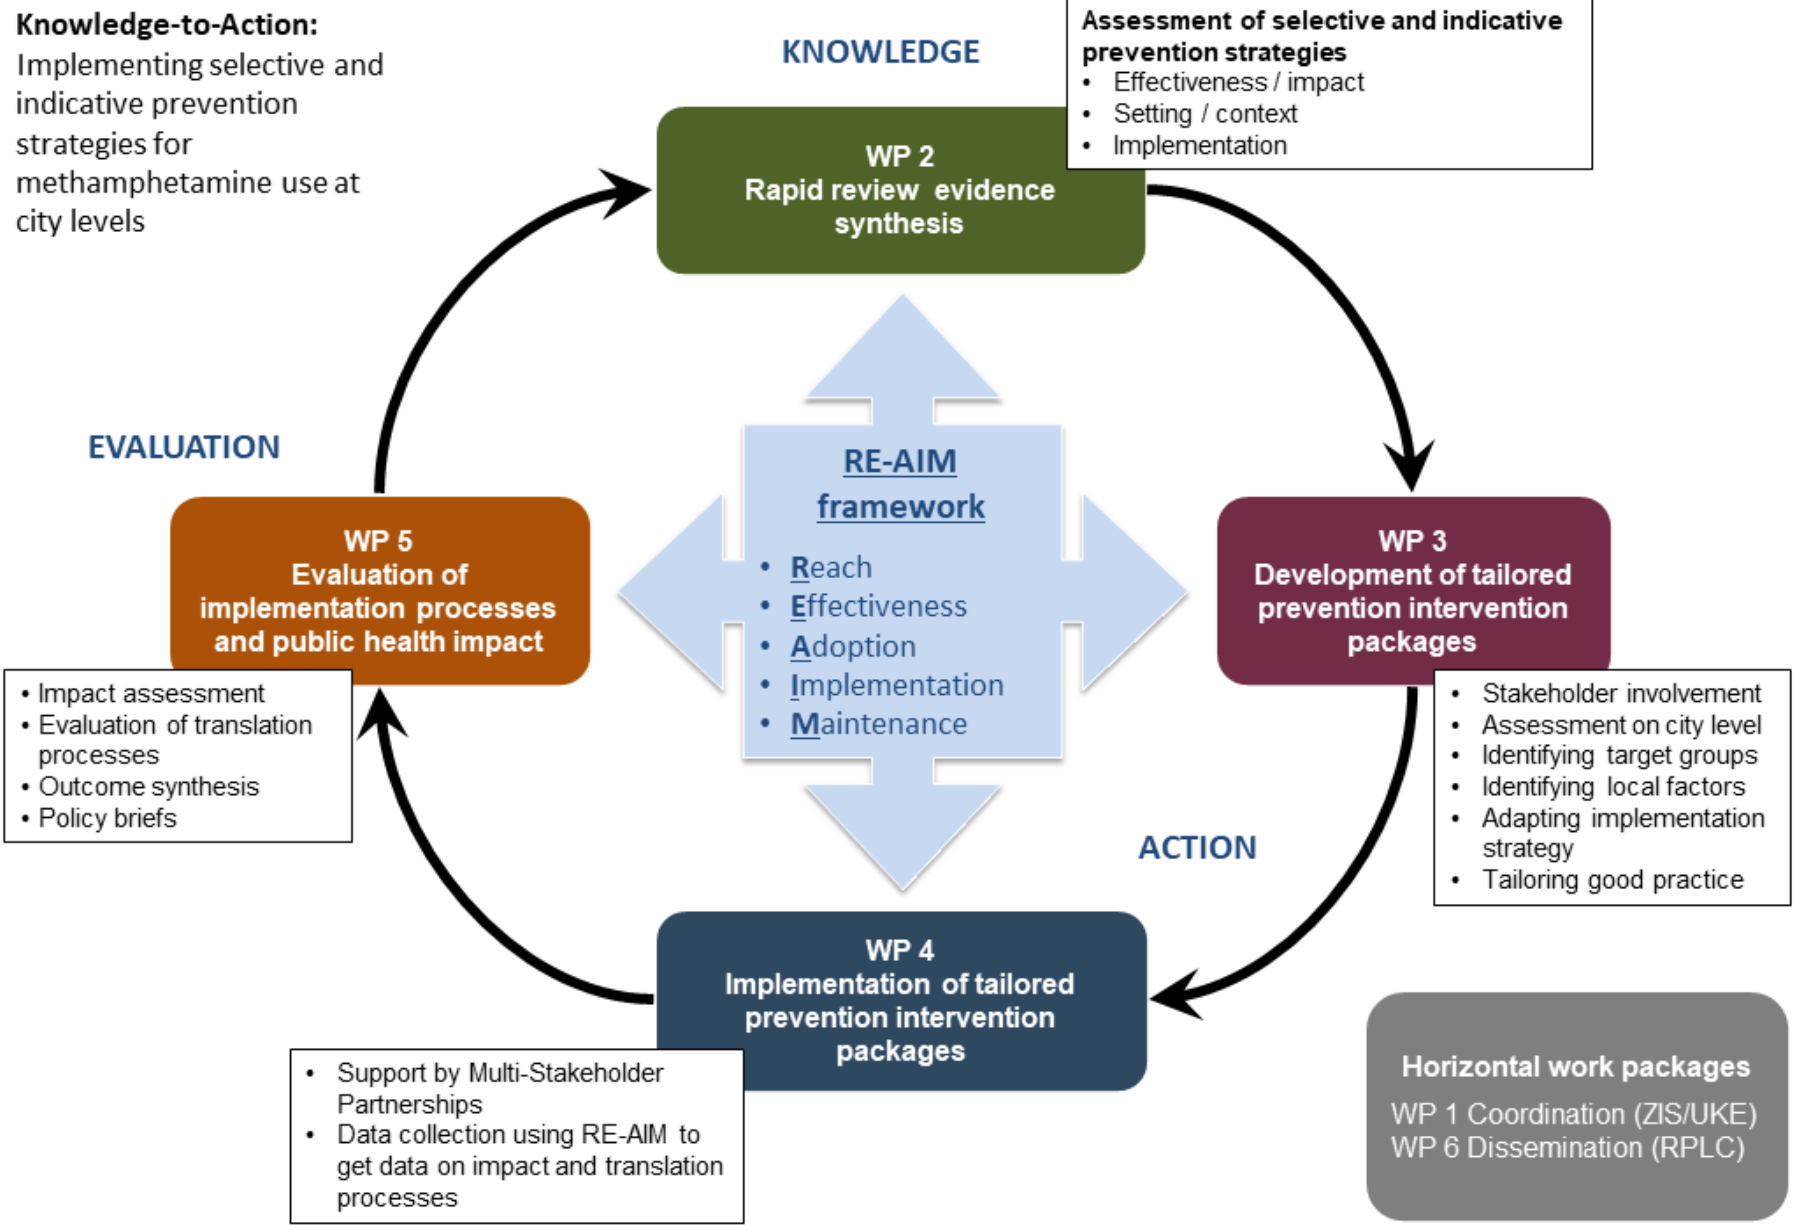 Knowledge-to-Action:
Implementing selective and
indicative prevention
strategies for
methamphetamine use at
city levels
KNOWLEDGE
Assessment of selective and indicative
prevention strategies
• Effectiveness / impact
• Setting / context
• Implementation
WP 2
Rapid review evidence
synthesis
EVALUATION
RE-AIM
framework
• Reach
• Effectiveness
• Adoption
• Implementation
• Maintenance
WP 5
Evaluation of
implementation processes
and public health impact
• Impact assessment
• Evaluation of translation
processes
• Outcome synthesis
• Policy briefs
WP 3
Development of tailored
prevention intervention
packages
• Stakeholder involvement
• Assessment on city level
• Identifying target groups
• Identifying local factors
• Adapting implementation
strategy
• Tailoring good practice
ACTION
WP 4
Implementation of tailored
prevention intervention
packages
• Support by Multi-Stakeholder
Partnerships
• Data collection using RE-AIM to
get data on impact and translation
processes
Horizontal work packages
WP 1 Coordination (ZIS/UKE)
WP 6 Dissemination (RPLC)